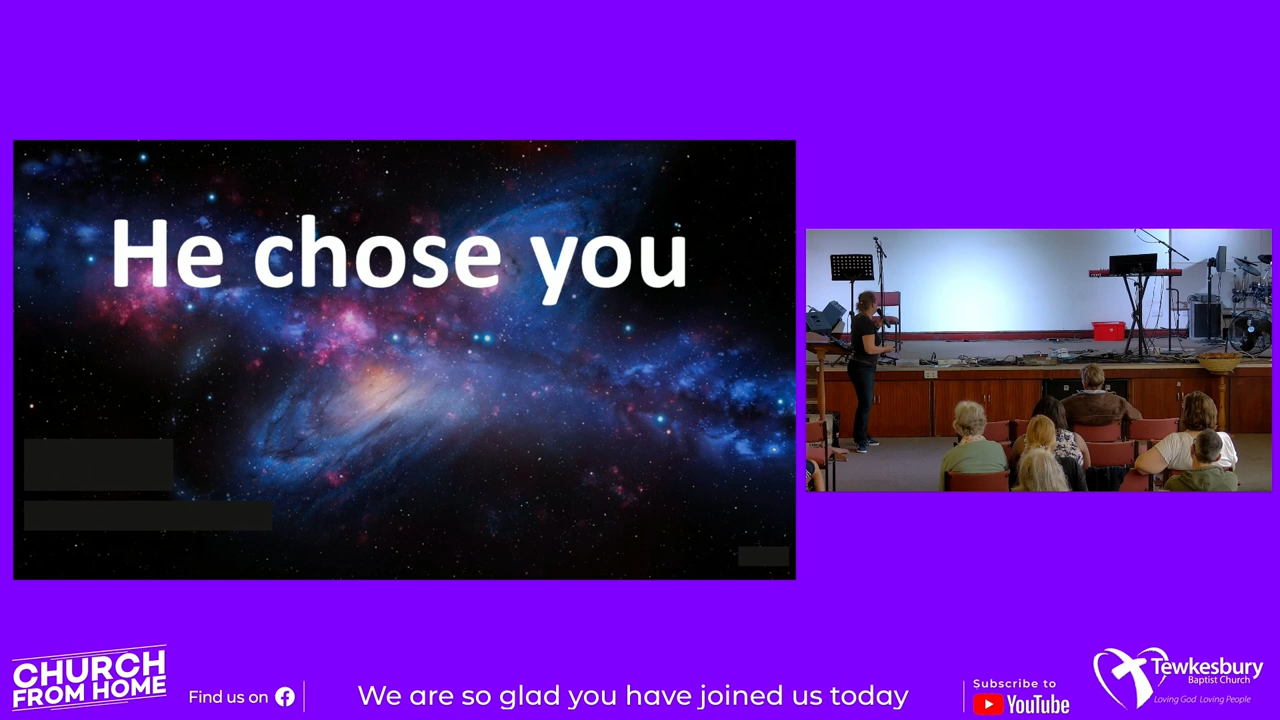 He chose you
CHURCH
FROM HOME
Find us on
We are so glad you have joined us today
Subscribe to
YouTube
Tewkesbury
Baptist Church
Loving God Loving People